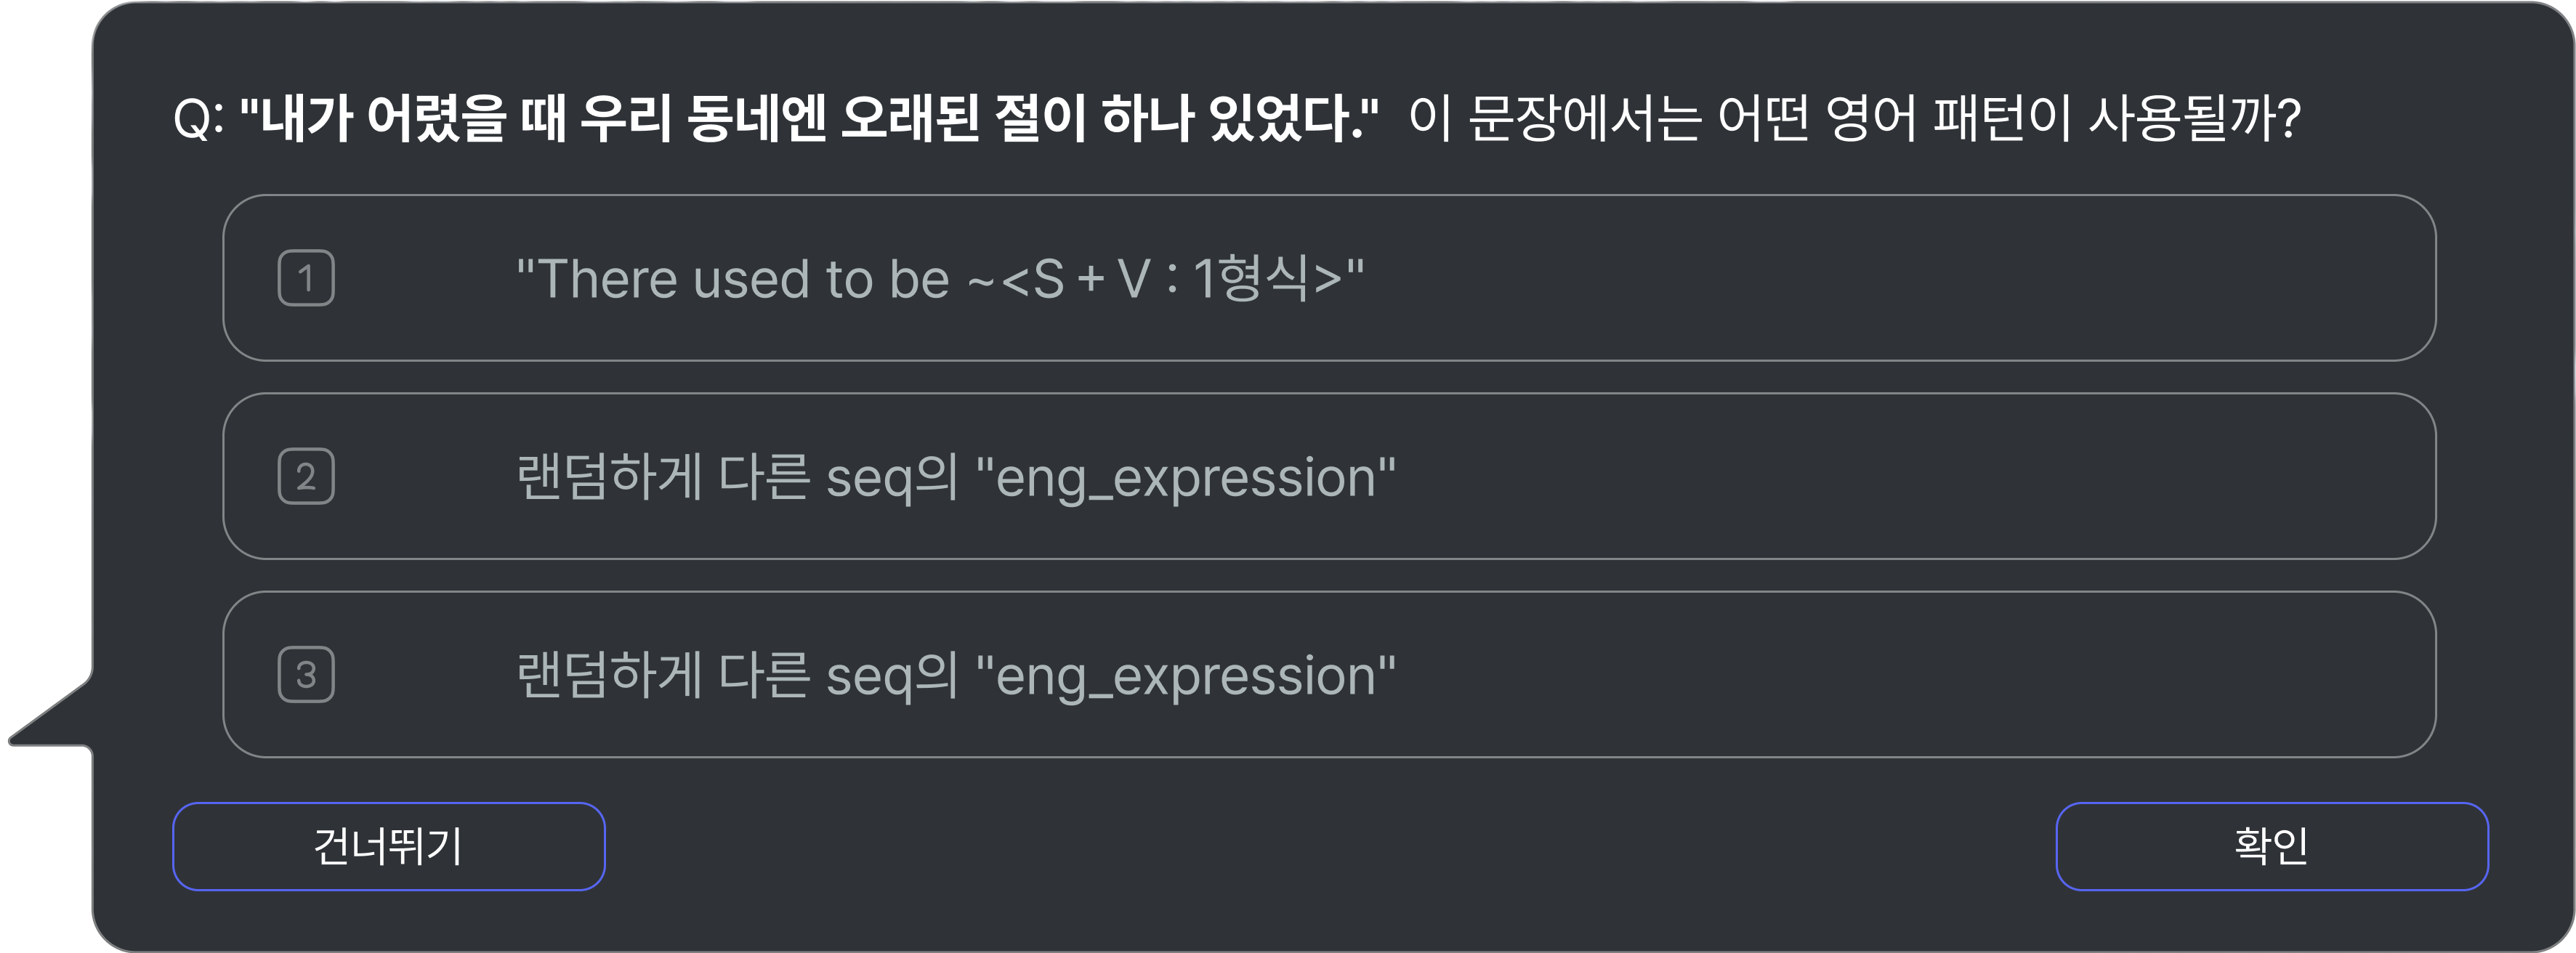 Q: "내가 어렸을 때 우리 동네엔 오래된 절이 하나 있었다." 이 문장에서는 어떤 영어 패턴이 사용될까?
1 "There used to be ~<S + V : 1형식>"
2 랜덤하게 다른 seq의 "eng_expression"
3 랜덤하게 다른 seq의 "eng_expression"
건너뛰기 확인